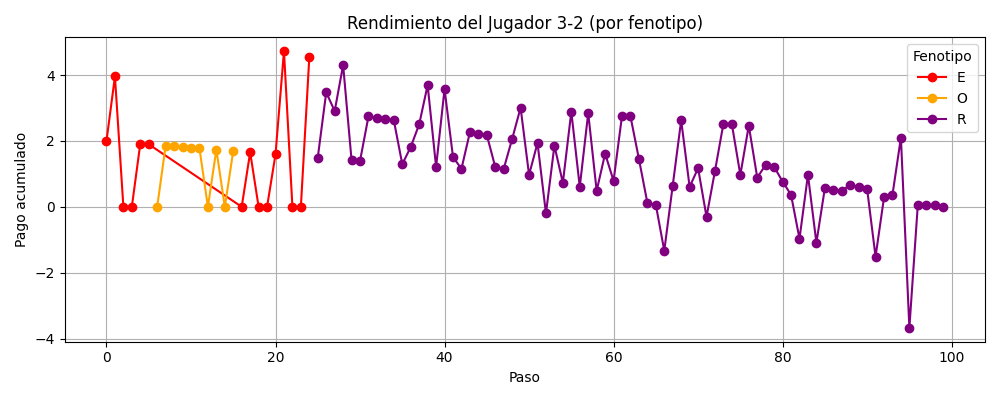 Rendimiento del Jugador 3-2 (por fenotipo)
Pago acumulado
4
2
0
−2
−4
Fenotipo
E
O
R
0 20 40 60 80 100
Paso